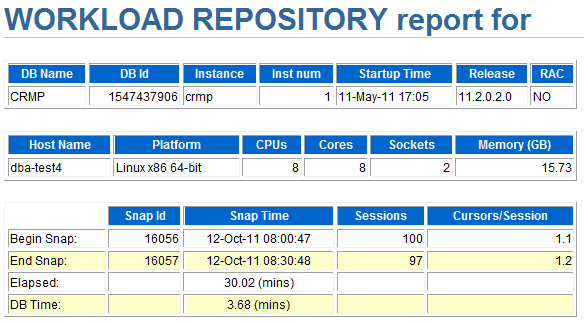 WORKLOAD REPOSITORY report for
DB Name DB Id Instance Inst num Startup Time Release RAC
CRMP 1547437906 crmp 1 11-May-11 17:05 11.2.0.2.0 NO
Host Name Platform CPUs Cores Sockets Memory (GB)
dba-test4 Linux x86 64-bit 8 8 2 15.73
Snap Id Snap Time Sessions Cursors/Session
Begin Snap: 16056 12-Oct-11 08:00:47 100 1.1
End Snap: 16057 12-Oct-11 08:30:48 97 1.2
Elapsed: 30.02 (mins)
DB Time: 3.68 (mins)